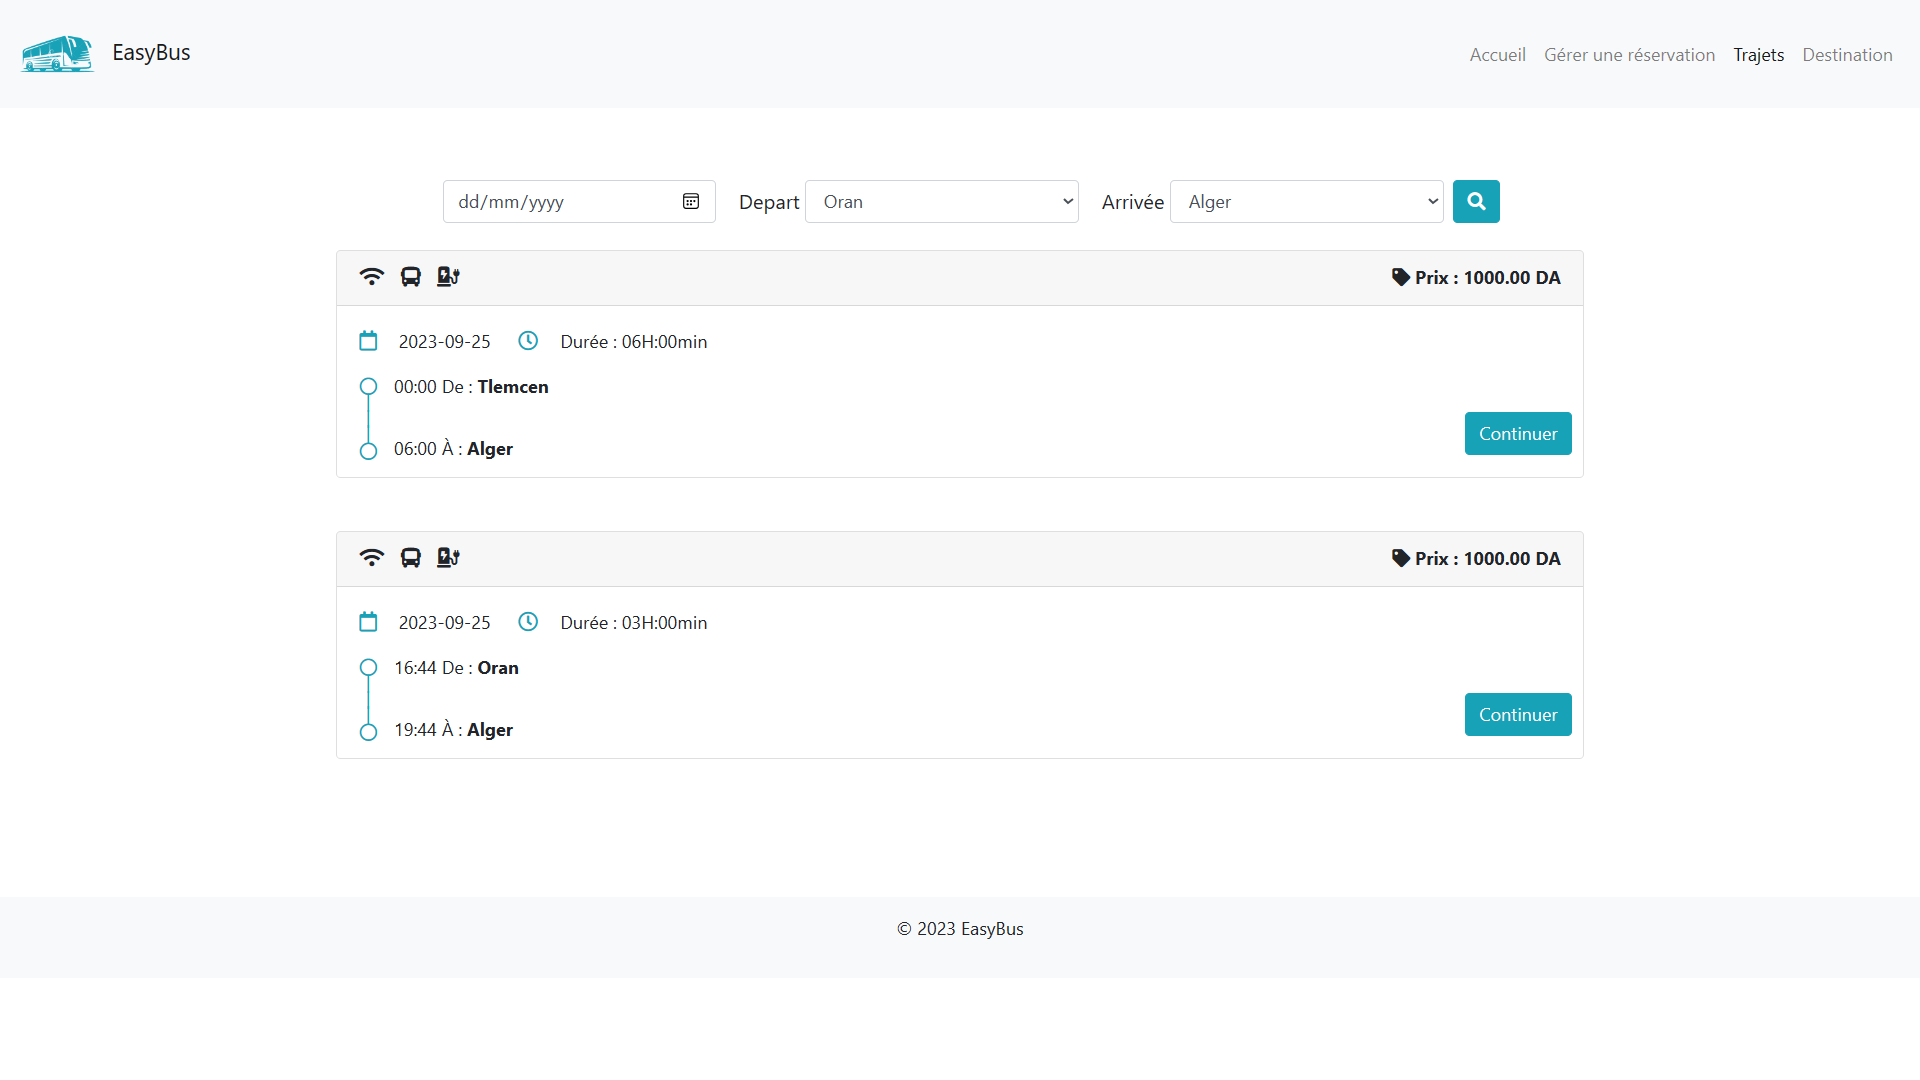 EasyBus
Accueil Gérer une réservation Trajets Destination
dd/mm/yyyy Depart Oran Arrivée Alger
Prix : 1000.00 DA
2023-09-25 Durée : 06H:00min
00:00 De : Tlemcen
06:00 À : Alger
Continuer
Prix : 1000.00 DA
2023-09-25 Durée : 03H:00min
16:44 De : Oran
19:44 À : Alger
Continuer
© 2023 EasyBus